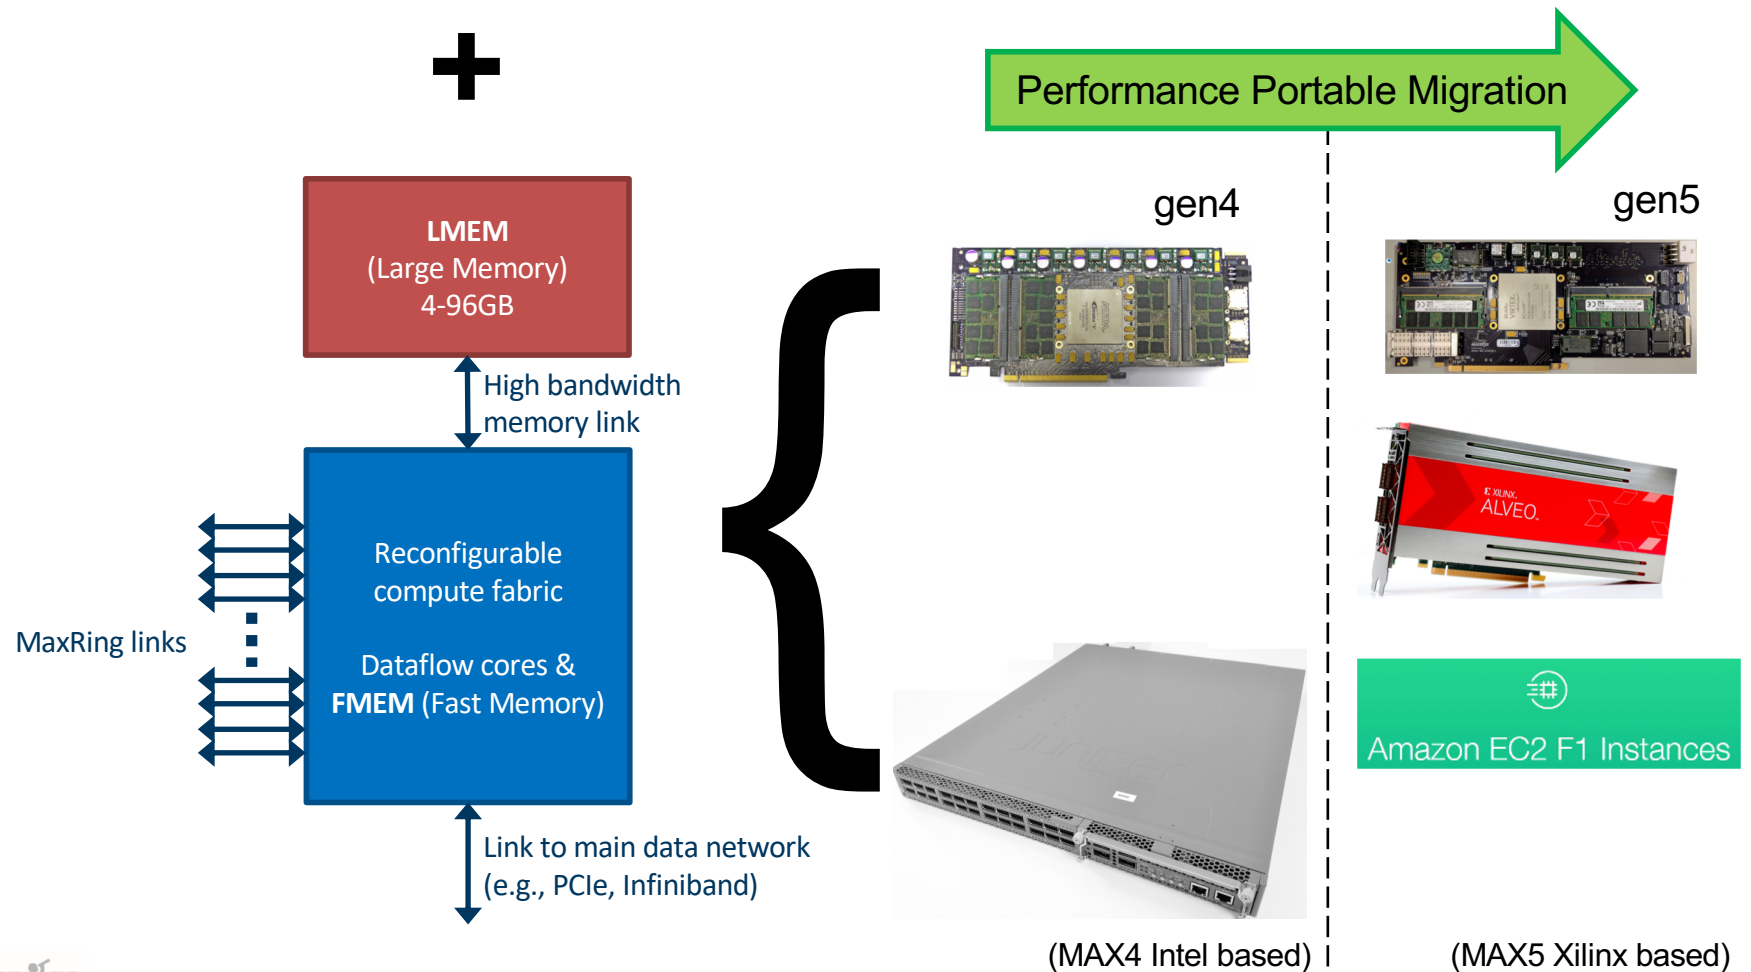 +
Performance Portable Migration
gen4
gen5
LMEM
(Large Memory)
4-96GB
High bandwidth
memory link
Reconfigurable
compute fabric
Dataflow cores &
FMEM (Fast Memory)
MaxRing links
Link to main data network
(e.g., PCIe, Infiniband)
XILINX
ALVEO
JUNIPER
Amazon EC2 F1 Instances
(MAX4 Intel based)
(MAX5 Xilinx based)